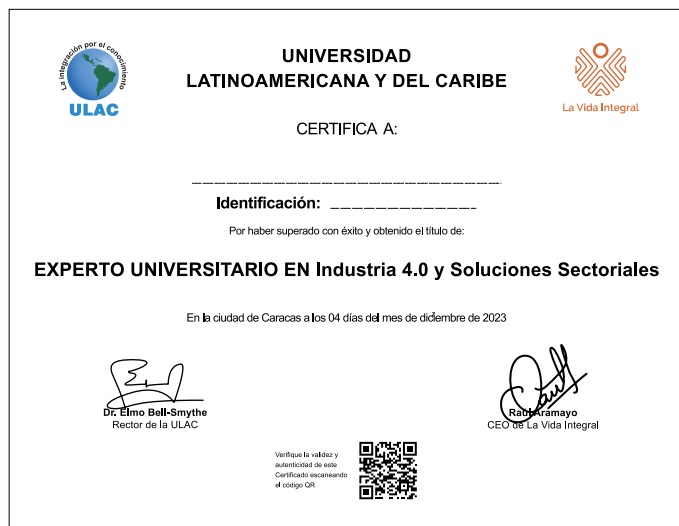 La integración por el conocimiento
ULAC
UNIVERSIDAD
LATINOAMERICANA Y DEL CARIBE
La Vida Integral
CERTIFICA A:
Identificación:
Por haber superado con éxito y obtenido el título de:
EXPERTO UNIVERSITARIO EN Industria 4.0 y Soluciones Sectoriales
En la ciudad de Caracas a los 04 días del mes de diciembre de 2023
Dr. Elmo Bell-Smythe
Rector de la ULAC
Raúl Aramayo
CEO de La Vida Integral
Verifique la validez y
autenticidad de este
Certificado escaneando
el código QR